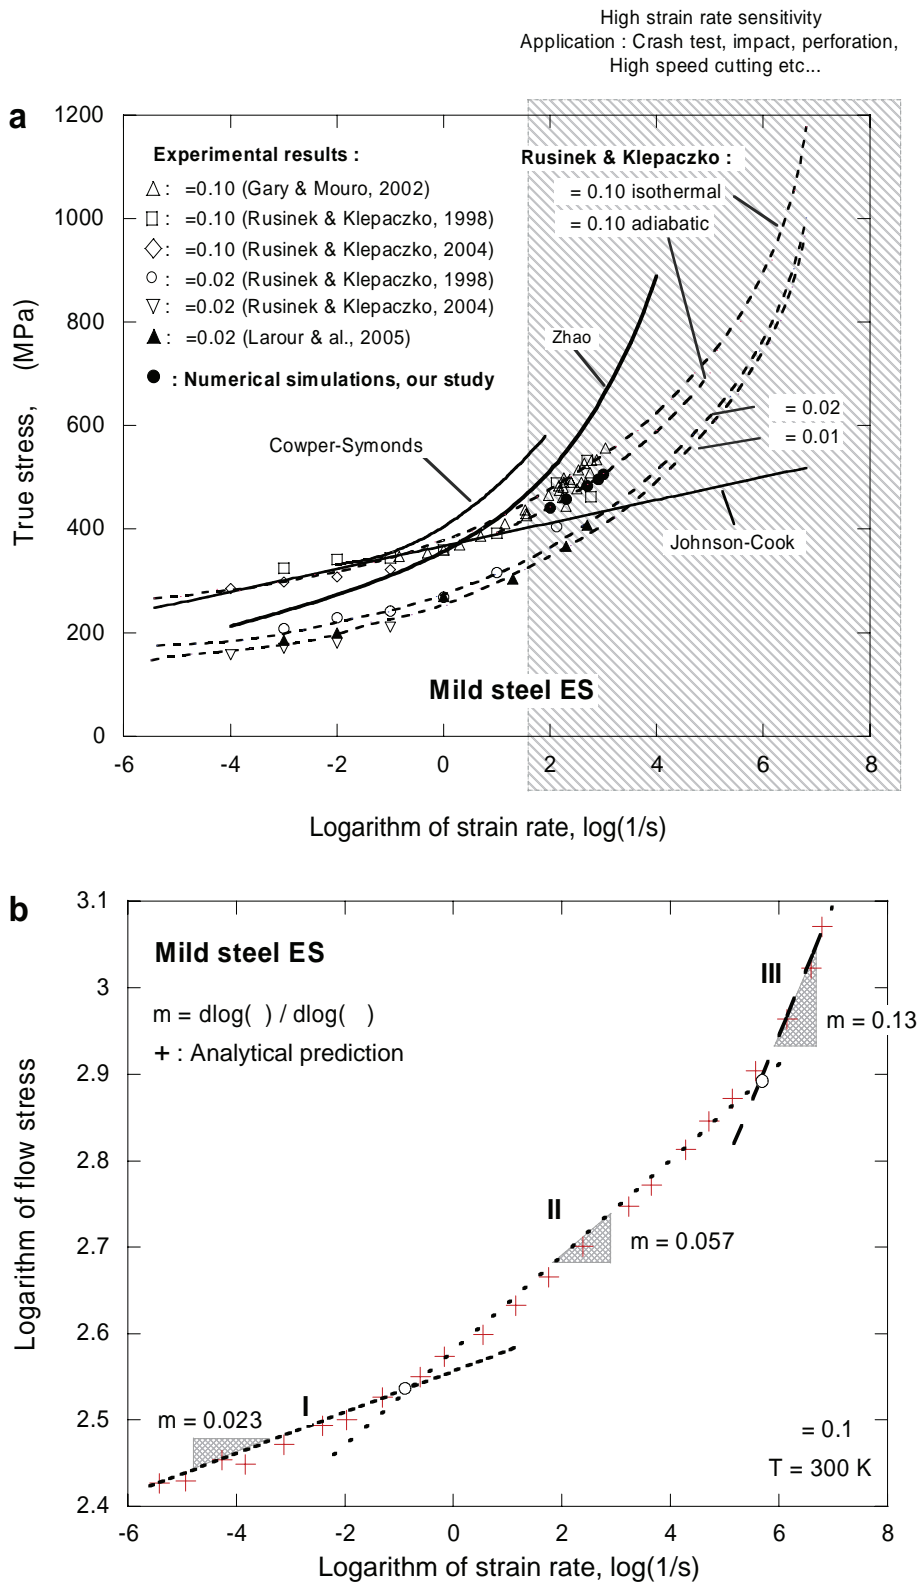 High strain rate sensitivity
Application : Crash test, impact, perforation,
High speed cutting etc...
a
1200
1000
800
600
400
200
0
True stress, (MPa)
Experimental results :
△ : =0.10 (Gary & Mouro, 2002)
□ : =0.10 (Rusinek & Klepaczko, 1998)
◇ : =0.10 (Rusinek & Klepaczko, 2004)
○ : =0.02 (Rusinek & Klepaczko, 1998)
▽ : =0.02 (Rusinek & Klepaczko, 2004)
▲ : =0.02 (Larour & al., 2005)
● : Numerical simulations, our study
Rusinek & Klepaczko :
= 0.10 isothermal
= 0.10 adiabatic
Zhao
Cowper-Symonds
= 0.02
= 0.01
Johnson-Cook
Mild steel ES
-6 -4 -2 0 2 4 6 8
Logarithm of strain rate, log(1/s)
b
3.1
3
2.9
2.8
2.7
2.6
2.5
2.4
Logarithm of flow stress
Mild steel ES
m = dlog( ) / dlog( )
+ : Analytical prediction
III
m = 0.13
II
m = 0.057
I
m = 0.023
= 0.1
T = 300 K
-6 -4 -2 0 2 4 6 8
Logarithm of strain rate, log(1/s)